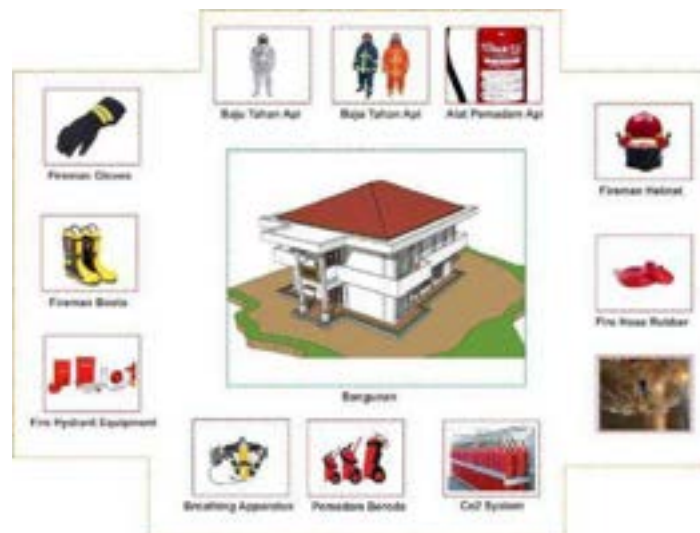 Baju Tahan Api
Baju Tahan Api
Alat Pemadam Api
Fireman Gloves
Fireman Helmet
Fireman Boots
Fire Hose Rubber
Fire Hydrant Equipment
Bangunan
Breathing Apparatus
Pemadam Beroda
Co2 System